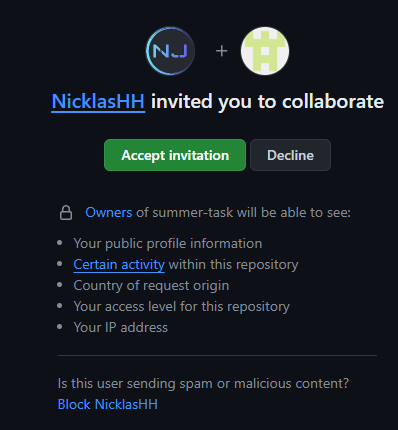 NJ
+
NicklasHH invited you to collaborate
Accept invitation Decline
Owners of summer-task will be able to see:
Your public profile information
Certain activity within this repository
Country of request origin
Your access level for this repository
Your IP address
Is this user sending spam or malicious content?
Block NicklasHH